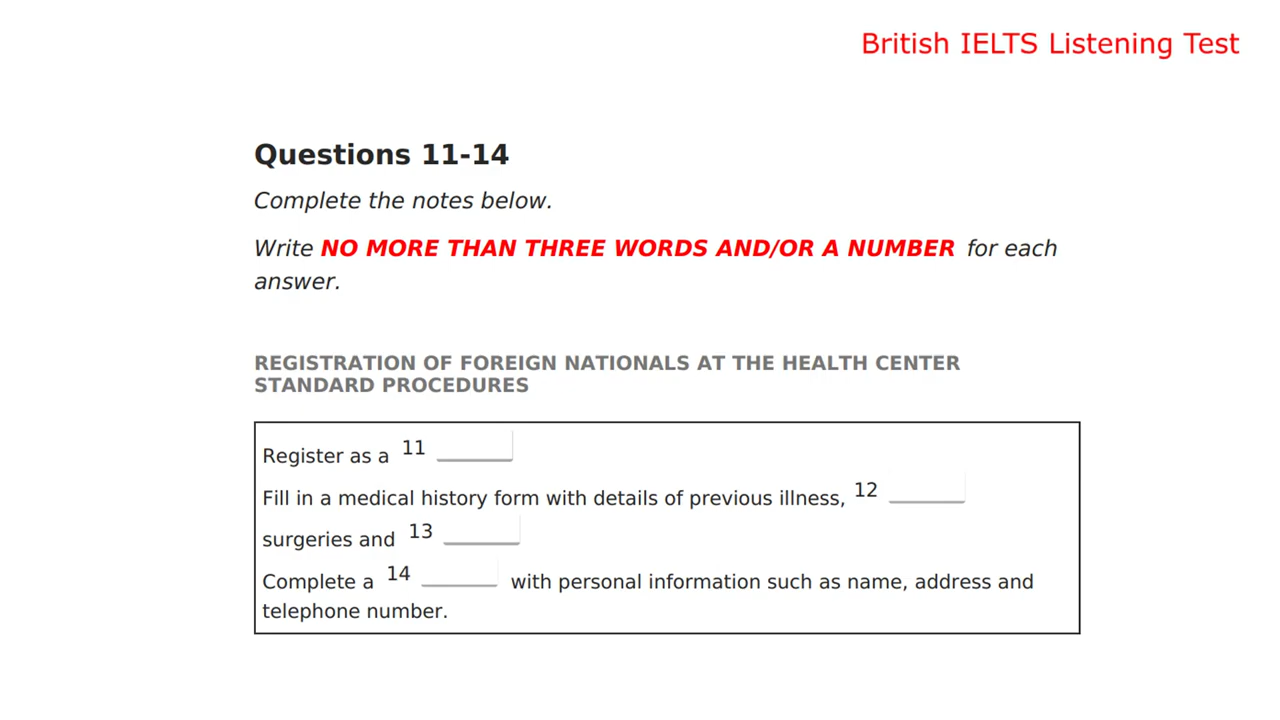 British IELTS Listening Test
Questions 11-14
Complete the notes below.
Write NO MORE THAN THREE WORDS AND/OR A NUMBER for each
answer.
REGISTRATION OF FOREIGN NATIONALS AT THE HEALTH CENTER
STANDARD PROCEDURES
Register as a 11
Fill in a medical history form with details of previous illness, 12
surgeries and 13
Complete a 14 with personal information such as name, address and
telephone number.